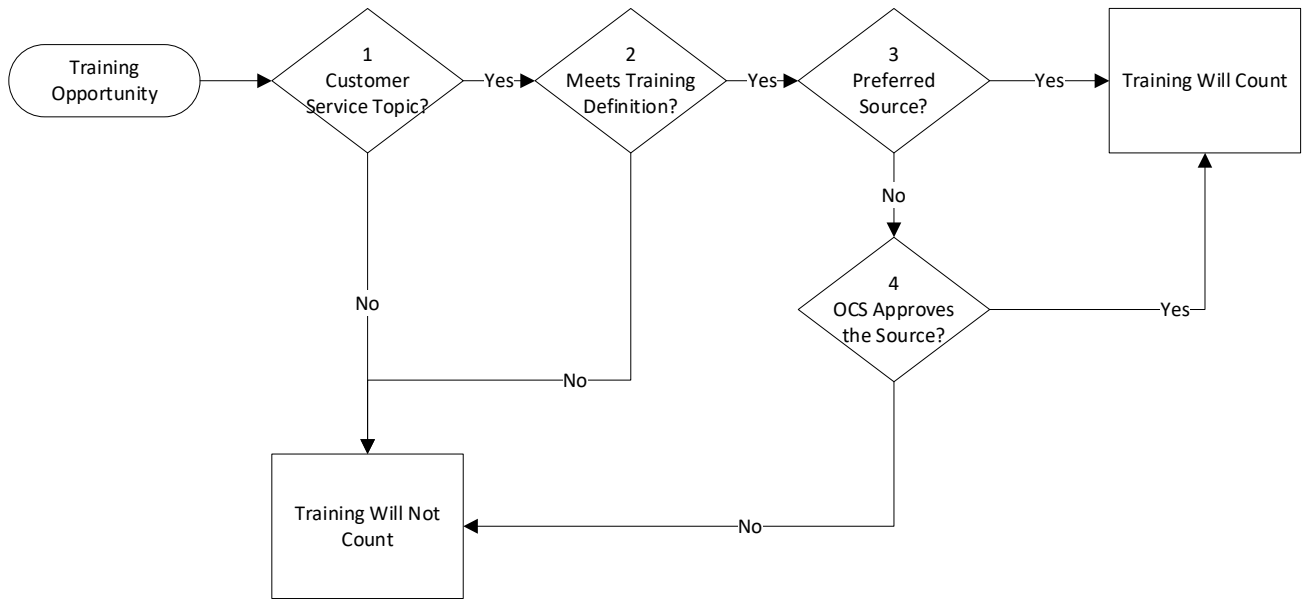 Training
Opportunity
1
Customer
Service Topic?
Yes
2
Meets Training
Definition?
Yes
3
Preferred
Source?
Yes
Training Will Count
No
4
OCS Approves
the Source?
Yes
No
No
Training Will Not
Count
No